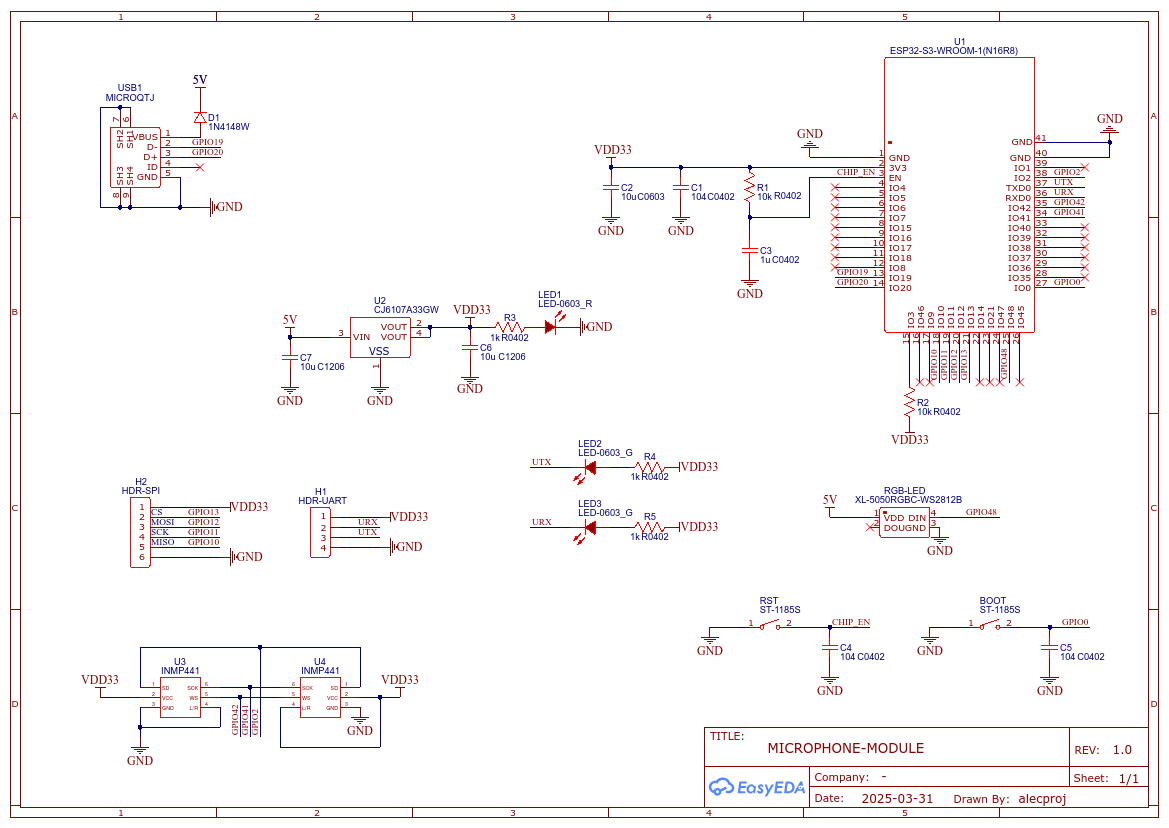 1 2 3 4 5
A
B
C
D
A
B
C
D
1 2 3 4 5
USB1
MICROQTJ
5V
D1
1N4148W
7 6
SH2
SH1
SH3
SH4
8 9
VBUS 1
D- 2 GPIO19
D+ 3 GPIO20
ID 4
GND 5
GND
U2
CJ6107A33GW
5V
3 VIN
VOUT 2
VOUT 4
VSS
1
C7
10u C1206
GND
GND
VDD33
C6
10u C1206
GND
R3
1k R0402
LED1
LED-0603_R
GND
U1
ESP32-S3-WROOM-1(N16R8)
GND
VDD33
C2
10u C0603
GND
C1
104 C0402
GND
R1
10k R0402
C3
1u C0402
GND
1 GND
2 3V3
CHIP_EN 3 EN
4 IO4
5 IO5
6 IO6
7 IO7
8 IO15
9 IO16
10 IO17
11 IO18
12 IO8
GPIO19 13 IO19
GPIO20 14 IO20
GND
GND 41
GND 40
IO1 39
IO2 38 GPIO2
TXD0 37 UTX
RXD0 36 URX
IO42 35 GPIO42
IO41 34 GPIO41
IO40 33
IO39 32
IO38 31
IO37 30
IO36 29
IO35 28
IO0 27 GPIO0
IO3 15
IO46 16
IO9 17
IO10 18 GPIO10
IO11 19 GPIO11
IO12 20 GPIO12
IO13 21 GPIO13
IO14 22
IO21 23
IO47 24
IO48 25 GPIO48
IO45 26
R2
10k R0402
VDD33
H2
HDR-SPI
1 VDD33
2 CS GPIO13
3 MOSI GPIO12
4 SCK GPIO11
5 MISO GPIO10
6 GND
H1
HDR-UART
1 VDD33
2 URX
3 UTX
4 GND
UTX
LED2
LED-0603_G
R4
1k R0402
VDD33
URX
LED3
LED-0603_G
R5
1k R0402
VDD33
RGB-LED
XL-5050RGBC-WS2812B
5V
1 VDD DIN 4 GPIO48
2 DOUGND 3
GND
RST
ST-1185S
1 2
CHIP_EN
GND
C4
104 C0402
GND
BOOT
ST-1185S
1 2
GPIO0
GND
C5
104 C0402
GND
U3
INMP441
VDD33
1 SD SCK 6
2 VCC WS 5
3 GND L/R 4
GND
GPIO42
GPIO41
GPIO2
U4
INMP441
6 SCK SD 1
5 WS VCC 2
4 L/R GND 3
VDD33
GND
TITLE:
MICROPHONE-MODULE
REV: 1.0
EasyEDA
Company: -
Sheet: 1/1
Date: 2025-03-31 Drawn By: alecproj